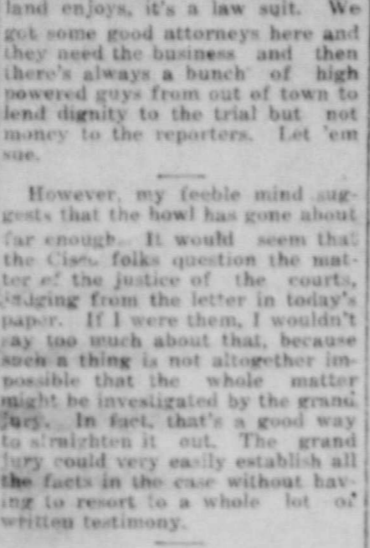 land enjoys, it's a law suit. We
got some good attorneys here and
they need the business and then
there's always a bunch of high
powered guys from out of town to
lend dignity to the trial but not
money to the reporters. Let 'em
sue.
However, my feeble mind sug-
gests that the howl has gone about
far enough. It would seem that
the folks question the mat-
ter of the justice of the courts,
judging from the letter in today's
paper. If I were them, I wouldn't
say too much about that, because
such a thing is not altogether im-
possible that the whole matter
might be investigated by the grand
jury. In fact, that's a good way
to straighten it out. The grand
jury could very easily establish all
the facts in the case without hav-
ing to resort to a whole lot of
written testimony.